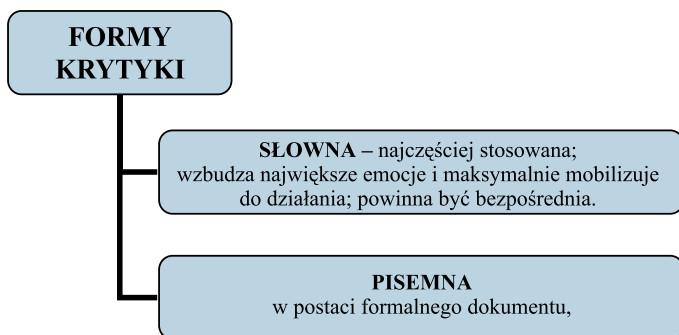 FORMY
KRYTYKI
SŁOWNA – najczęściej stosowana;
wzbudza największe emocje i maksymalnie mobilizuje
do działania; powinna być bezpośrednia.
PISEMNA
w postaci formalnego dokumentu,